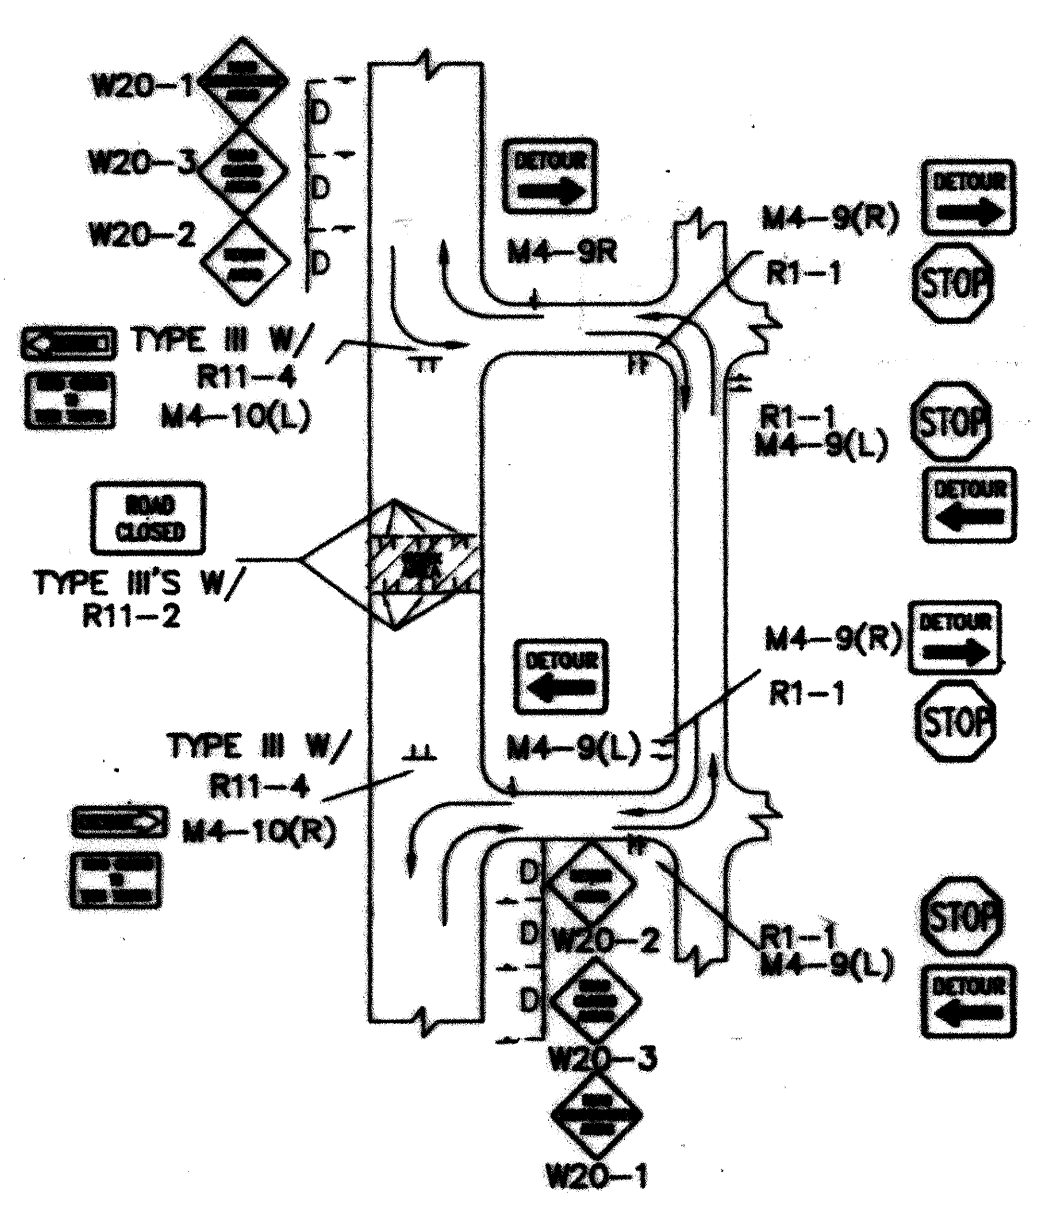 W20-1
D
W20-3
D
W20-2
D
DETOUR
M4-9R
DETOUR
M4-9(R)
R1-1
STOP
TYPE III W/
R11-4
M4-10(L)
R1-1
M4-9(L)
STOP
DETOUR
ROAD
CLOSED
TYPE III'S W/
R11-2
DETOUR
M4-9(L)
M4-9(R)
R1-1
DETOUR
STOP
TYPE III W/
R11-4
M4-10(R)
D
W20-2
D
D
W20-3
W20-1
R1-1
M4-9(L)
STOP
DETOUR